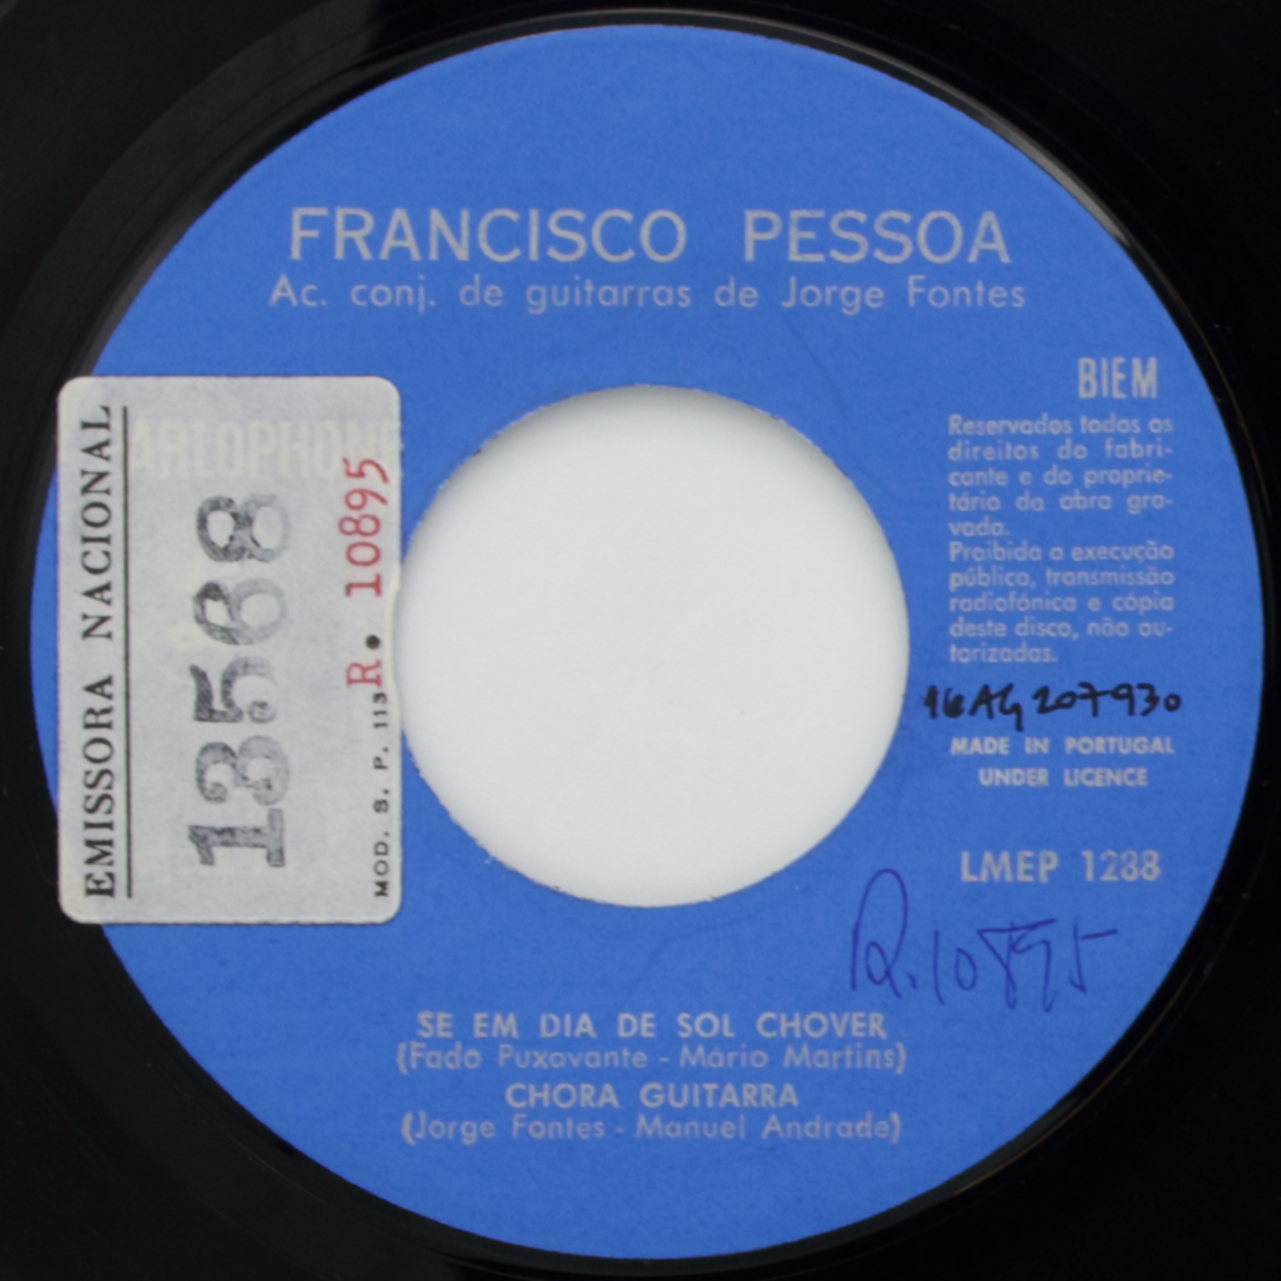 FRANCISCO PESSOA
Ac. conj. de guitarras de Jorge Fontes
BIEM
Reservados todos os
direitos do fabri-
cante e do proprie-
tário da obra gra-
vada.
Proibida a execução
pública, transmissão
radiofónica e cópia
deste disco, não au-
torizadas.
16AG207930
MADE IN PORTUGAL
UNDER LICENCE
LMEP 1288
R.10895
EMISSORA NACIONAL
PARLOPHONE
13568
R. 10895
MOD. S. P. 113
SE EM DIA DE SOL CHOVER
(Fado Puxavante - Mário Martins)
CHORA GUITARRA
(Jorge Fontes - Manuel Andrade)